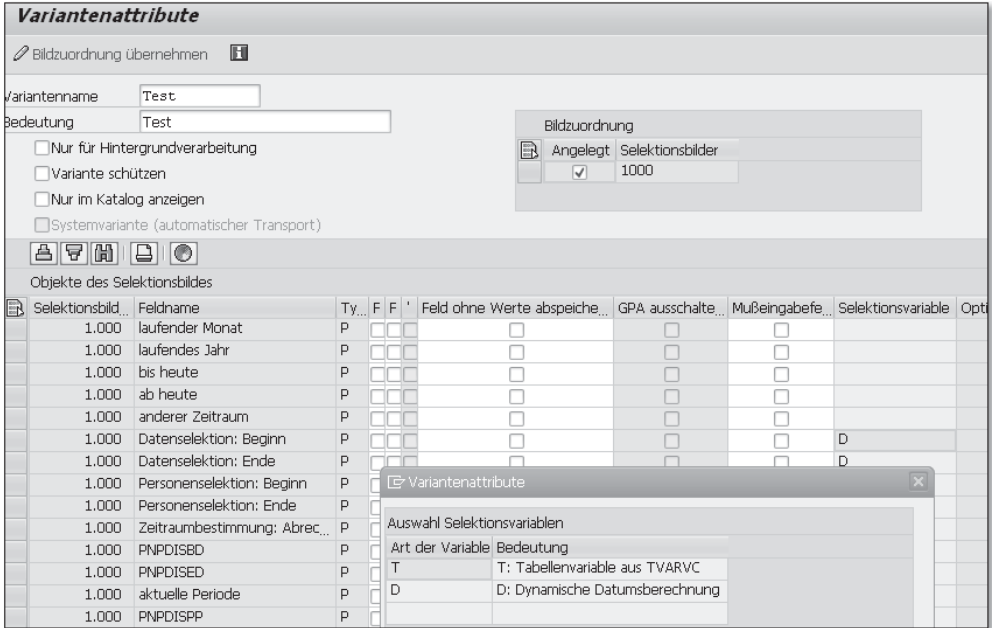 Variantenattribute
Bildzuordnung übernehmen
Variantenname Test
Bedeutung Test
Nur für Hintergrundverarbeitung
Variante schützen
Nur im Katalog anzeigen
Systemvariante (automatischer Transport)
Bildzuordnung
Angelegt Selektionsbilder
1000
Objekte des Selektionsbildes
Selektionsbild... Feldname Ty... F F ' Feld ohne Werte abspeiche... GPA ausschalte... Mußeingabefe... Selektionsvariable Opti
1.000 laufender Monat P
1.000 laufendes Jahr P
1.000 bis heute P
1.000 ab heute P
1.000 anderer Zeitraum P
1.000 Datenselektion: Beginn P D
1.000 Datenselektion: Ende P D
1.000 Personenselektion: Beginn P
1.000 Personenselektion: Ende P
1.000 Zeitraumbestimmung: Abrec... P
1.000 PNPDISBD P
1.000 PNPDISED P
1.000 aktuelle Periode P
1.000 PNPDISPP P
Variantenattribute
Auswahl Selektionsvariablen
Art der Variable Bedeutung
T T: Tabellenvariable aus TVARVC
D D: Dynamische Datumsberechnung